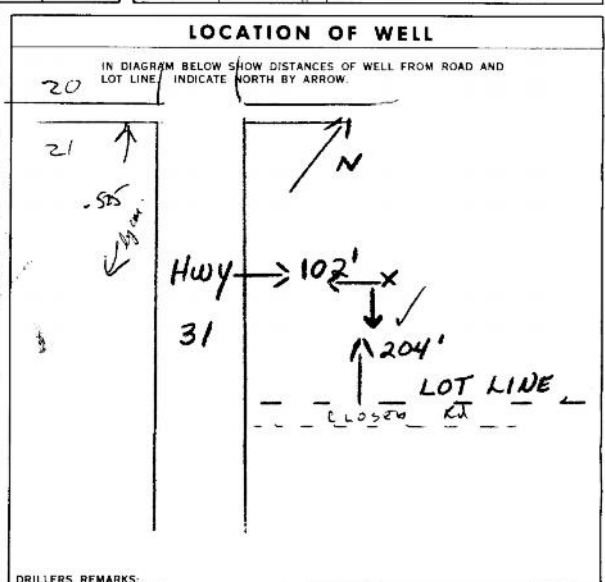 LOCATION OF WELL
IN DIAGRAM BELOW SHOW DISTANCES OF WELL FROM ROAD AND
LOT LINE. INDICATE NORTH BY ARROW.
20
21
N
Hwy
102'
X
31
204'
LOT LINE
CLOSED Rd
DRILLERS REMARKS: